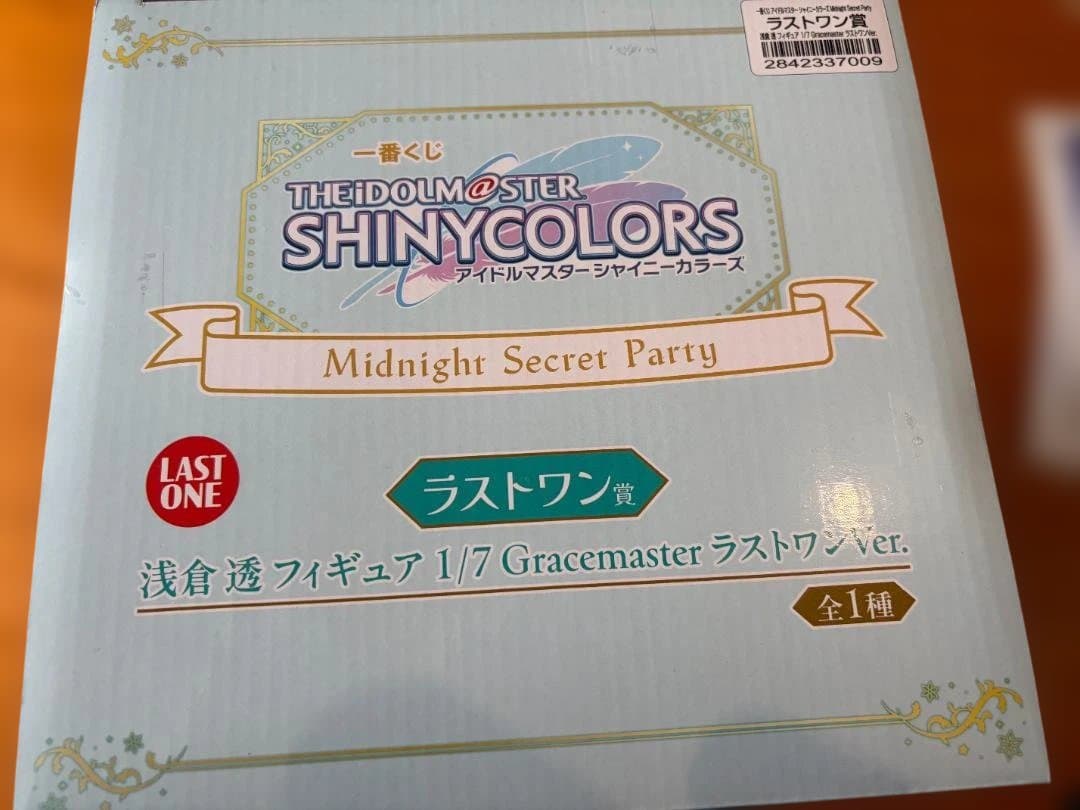 一番くじ アイドルマスター シャイニーカラーズ Midnight Secret Party
ラストワン賞
浅倉 透 フィギュア 1/7 Gracemaster ラストワンVer.
2842337009
一番くじ
THE iDOLM@STER
SHINYCOLORS
アイドルマスター シャイニーカラーズ
Midnight Secret Party
LAST
ONE
ラストワン賞
浅倉 透 フィギュア 1/7 Gracemaster ラストワンVer.
全1種